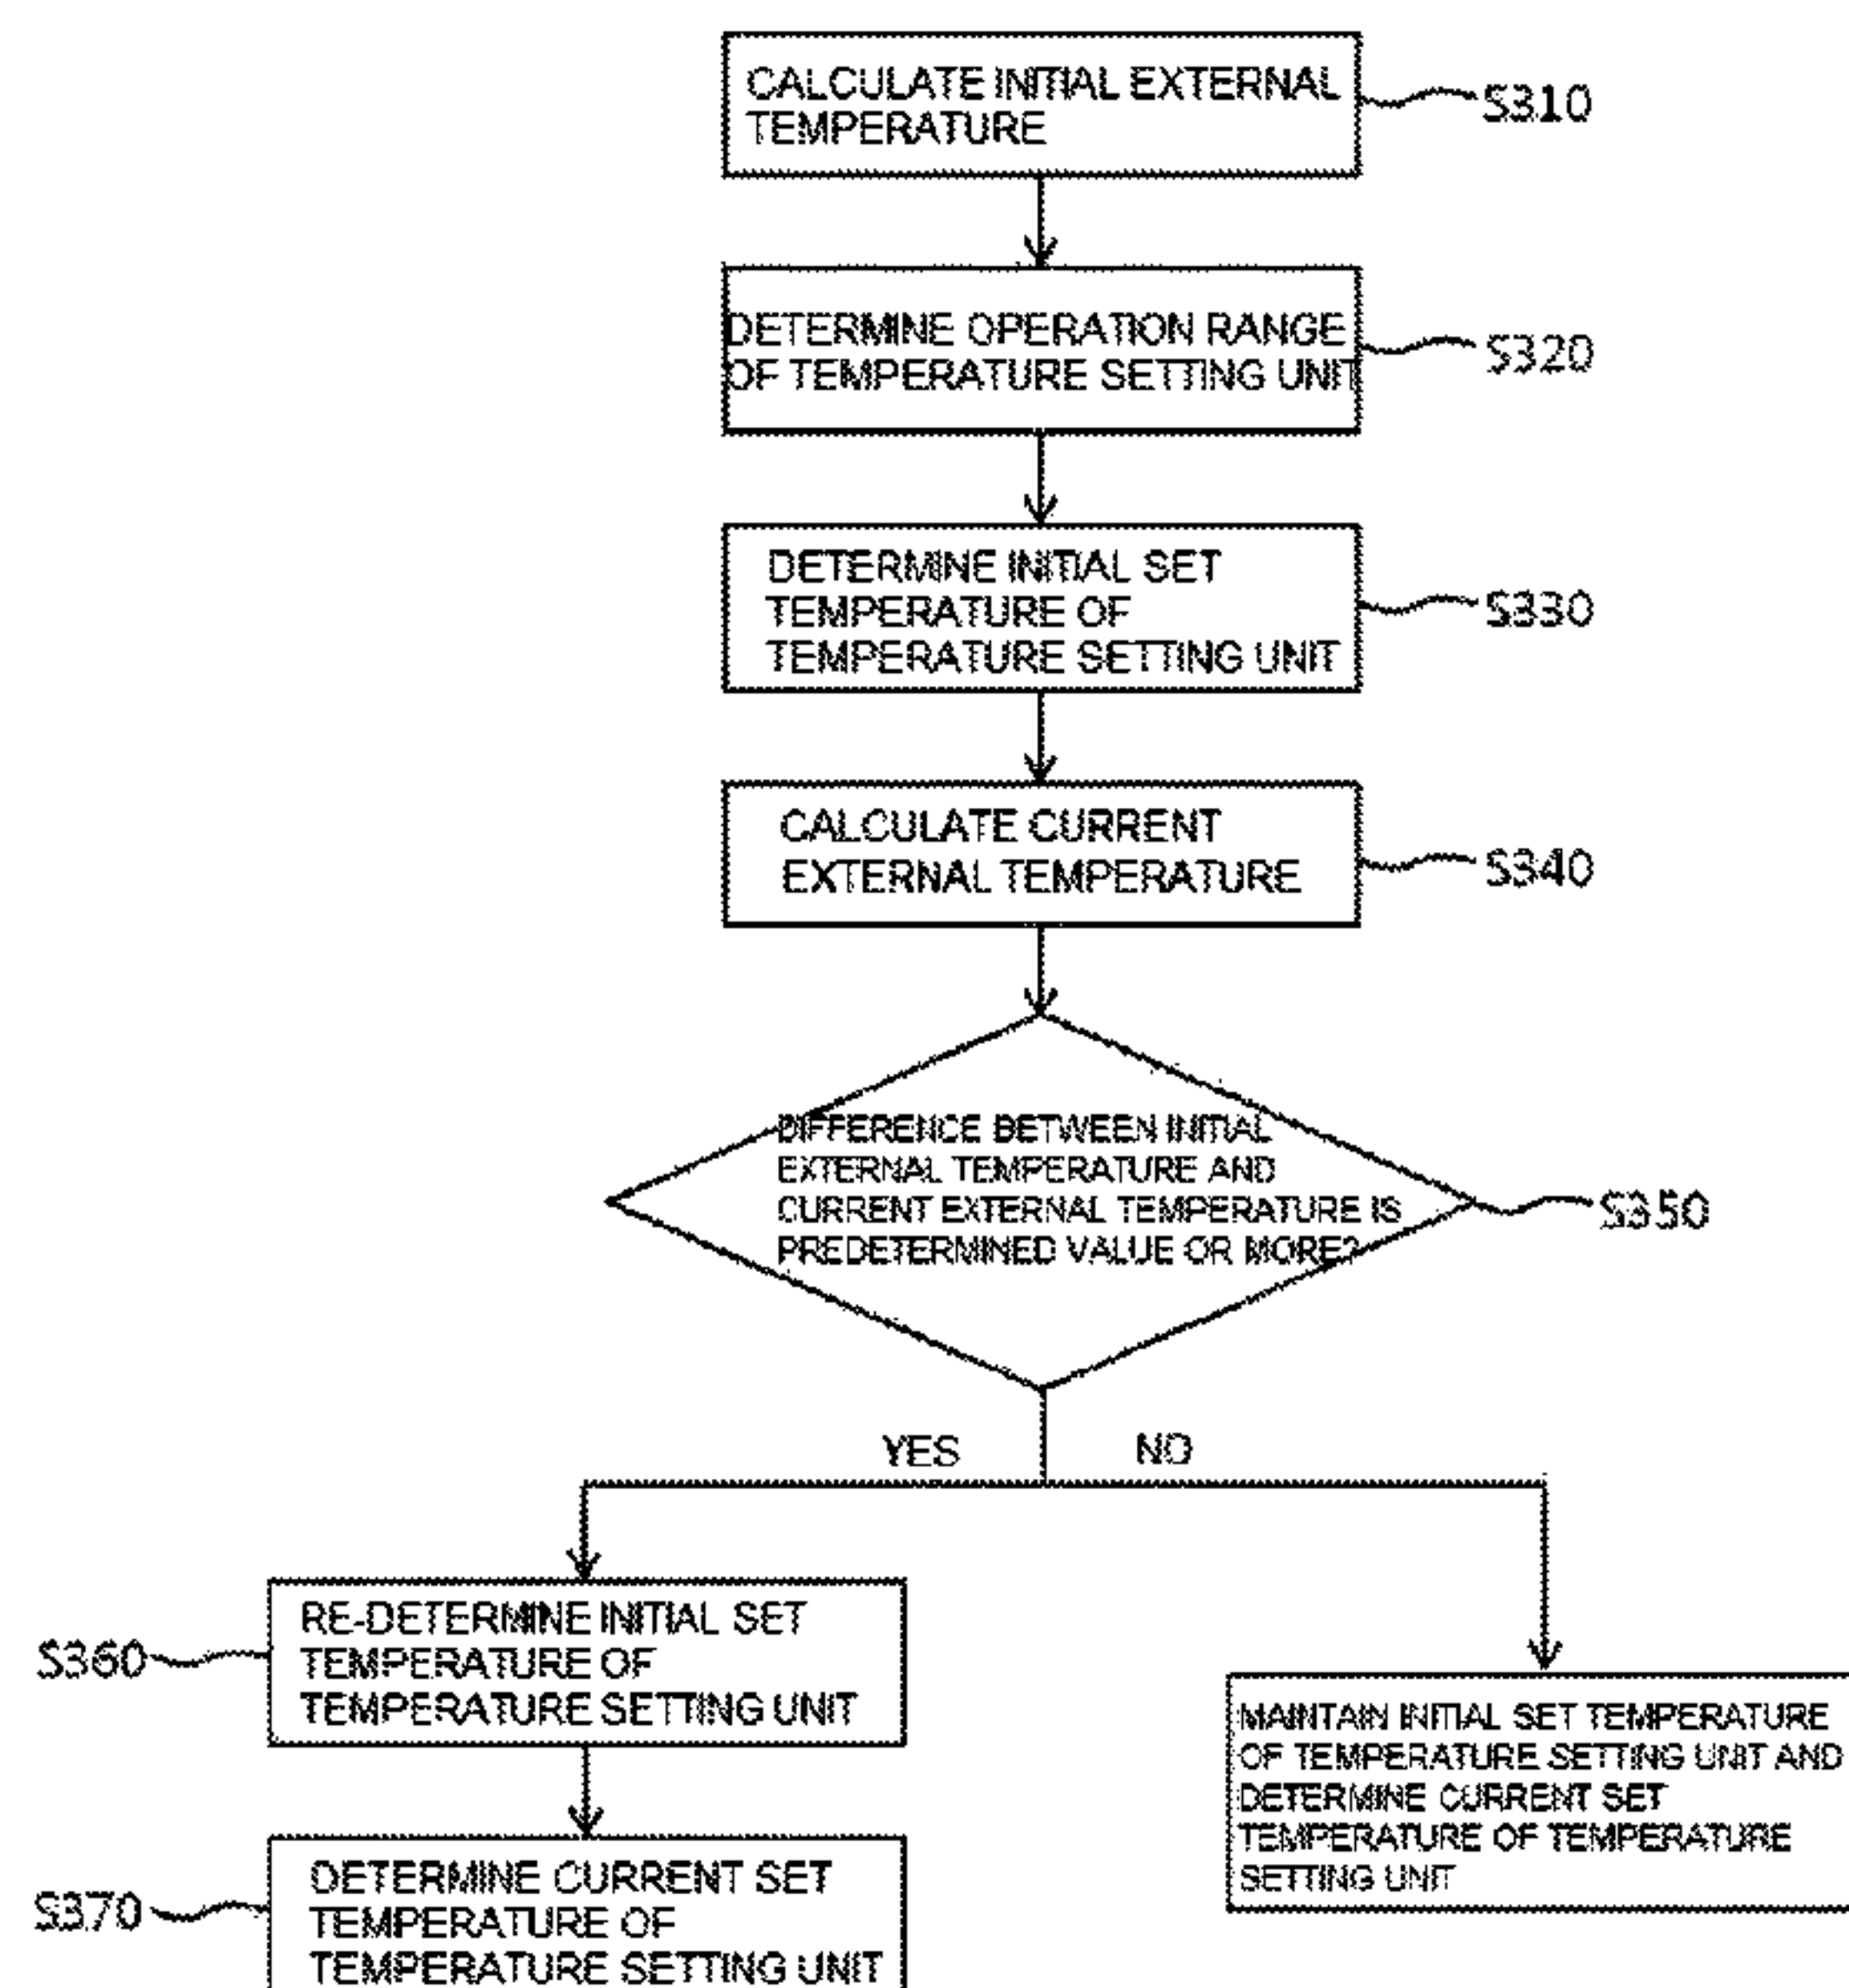 CALCULATE INITIAL EXTERNAL
TEMPERATURE
S310
DETERMINE OPERATION RANGE
OF TEMPERATURE SETTING UNIT
S320
DETERMINE INITIAL SET
TEMPERATURE OF
TEMPERATURE SETTING UNIT
S330
CALCULATE CURRENT
EXTERNAL TEMPERATURE
S340
DIFFERENCE BETWEEN INITIAL
EXTERNAL TEMPERATURE AND
CURRENT EXTERNAL TEMPERATURE IS
PREDETERMINED VALUE OR MORE?
S350
YES
NO
RE-DETERMINE INITIAL SET
TEMPERATURE OF
TEMPERATURE SETTING UNIT
S360
MAINTAIN INITIAL SET TEMPERATURE
OF TEMPERATURE SETTING UNIT AND
DETERMINE CURRENT SET
TEMPERATURE OF TEMPERATURE
SETTING UNIT
DETERMINE CURRENT SET
TEMPERATURE OF
TEMPERATURE SETTING UNIT
S370